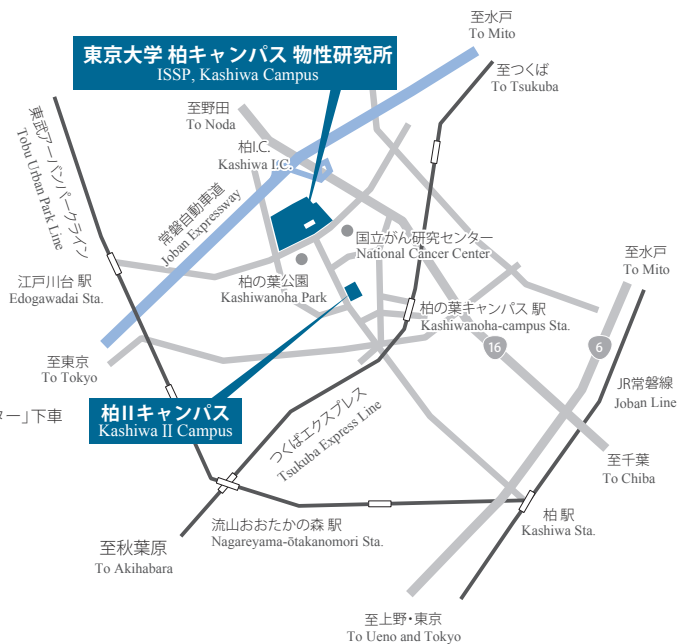 至水戸
To Mito
東京大学 柏キャンパス 物性研究所
ISSP, Kashiwa Campus
至つくば
To Tsukuba
至野田
To Noda
柏I.C.
Kashiwa I.C.
東武アーバンパークライン
Tobu Urban Park Line
常磐自動車道
Joban Expressway
国立がん研究センター
National Cancer Center
至水戸
To Mito
江戸川台 駅
Edogawadai Sta.
柏の葉公園
Kashiwanoha Park
柏の葉キャンパス 駅
Kashiwanoha-campus Sta.
16
6
至東京
To Tokyo
JR常磐線
Joban Line
ター」下車
柏IIキャンパス
Kashiwa II Campus
つくばエクスプレス
Tsukuba Express Line
至千葉
To Chiba
流山おおたかの森 駅
Nagareyama-ōtakanomori Sta.
柏 駅
Kashiwa Sta.
至秋葉原
To Akihabara
至上野・東京
To Ueno and Tokyo